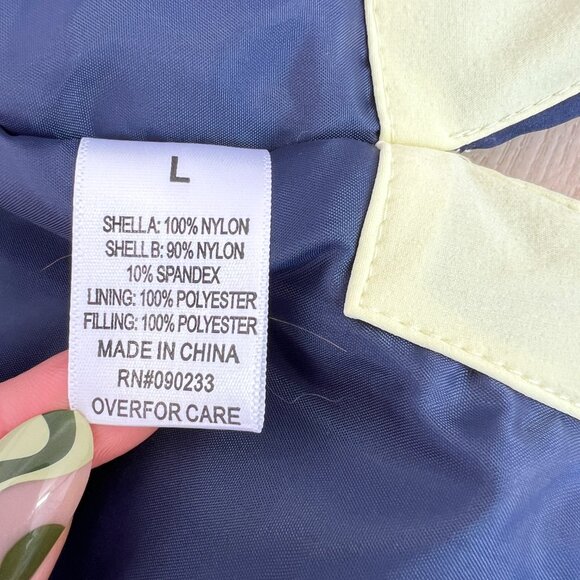 L
SHELLA: 100% NYLON
SHELL B: 90% NYLON
10% SPANDEX
LINING: 100% POLYESTER
FILLING: 100% POLYESTER
MADE IN CHINA
RN#090233
OVERFOR CARE